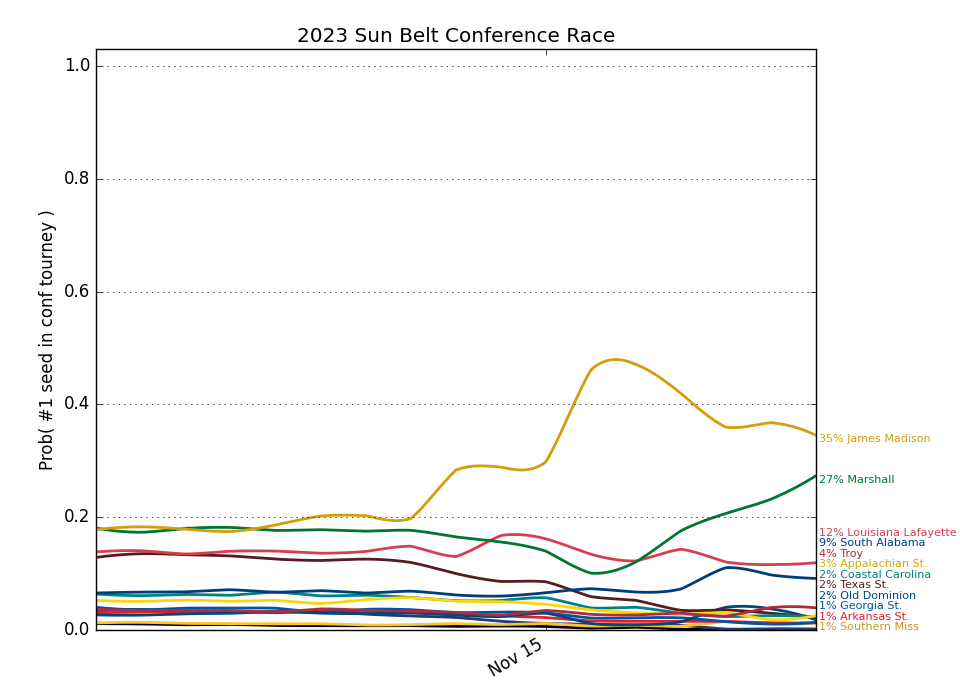 2023 Sun Belt Conference Race
Prob( #1 seed in conf tourney )
1.0
0.8
0.6
0.4
0.2
0.0
Nov 15
35% James Madison
27% Marshall
12% Louisiana Lafayette
9% South Alabama
4% Troy
3% Appalachian St.
2% Coastal Carolina
2% Texas St.
2% Old Dominion
1% Georgia St.
1% Arkansas St.
1% Southern Miss